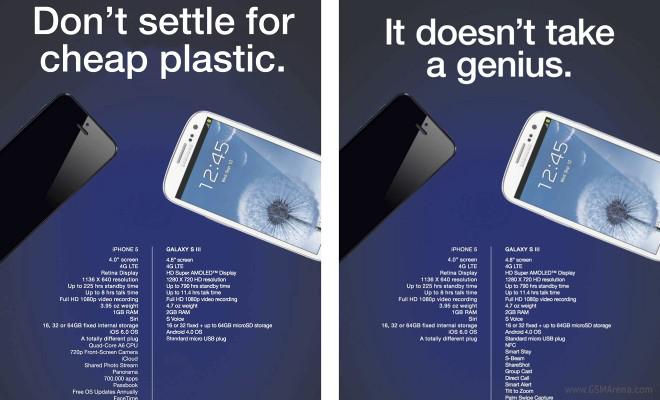 Don't settle for
cheap plastic.
12:45
Wed, Sep 12
iPHONE 5
4.0" screen
4G LTE
Retina Display
1136 X 640 resolution
Up to 225 hrs standby time
Up to 8 hrs talk time
Full HD 1080p video recording
3.95 oz weight
1GB RAM
Siri
16, 32 or 64GB fixed internal storage
iOS 6.0 OS
A totally different plug
Quad-Core A6 CPU
720p Front-Screen Camera
iCloud
Shared Photo Stream
Panorama
700,000 apps
Passbook
Free OS Updates Annually
FaceTime
GALAXY S III
4.8" screen
4G LTE
HD Super AMOLED™ Display
1280 X 720 HD resolution
Up to 790 hrs standby time
Up to 11.4 hrs talk time
Full HD 1080p video recording
4.7 oz weight
2GB RAM
S Voice
16 or 32 fixed + up to 64GB microSD storage
Android 4.0 OS
Standard micro USB plug
It doesn't take
a genius.
12:45
Wed, Sep 12
iPHONE 5
4.0" screen
4G LTE
Retina Display
1136 X 640 resolution
Up to 225 hrs standby time
Up to 8 hrs talk time
Full HD 1080p video recording
3.95 oz weight
1GB RAM
Siri
16, 32 or 64GB fixed internal storage
iOS 6.0 OS
A totally different plug
GALAXY S III
4.8" screen
4G LTE
HD Super AMOLED™ Display
1280 X 720 HD resolution
Up to 790 hrs standby time
Up to 11.4 hrs talk time
Full HD 1080p video recording
4.7 oz weight
2GB RAM
S Voice
16 or 32 fixed + up to 64GB microSD storage
Android 4.0 OS
Standard micro USB plug
NFC
Smart Stay
S-Beam
ShareShot
Group Cast
Direct Call
Smart Alert
Tilt to Zoom
Palm Swipe Capture
www.GSMArena.com